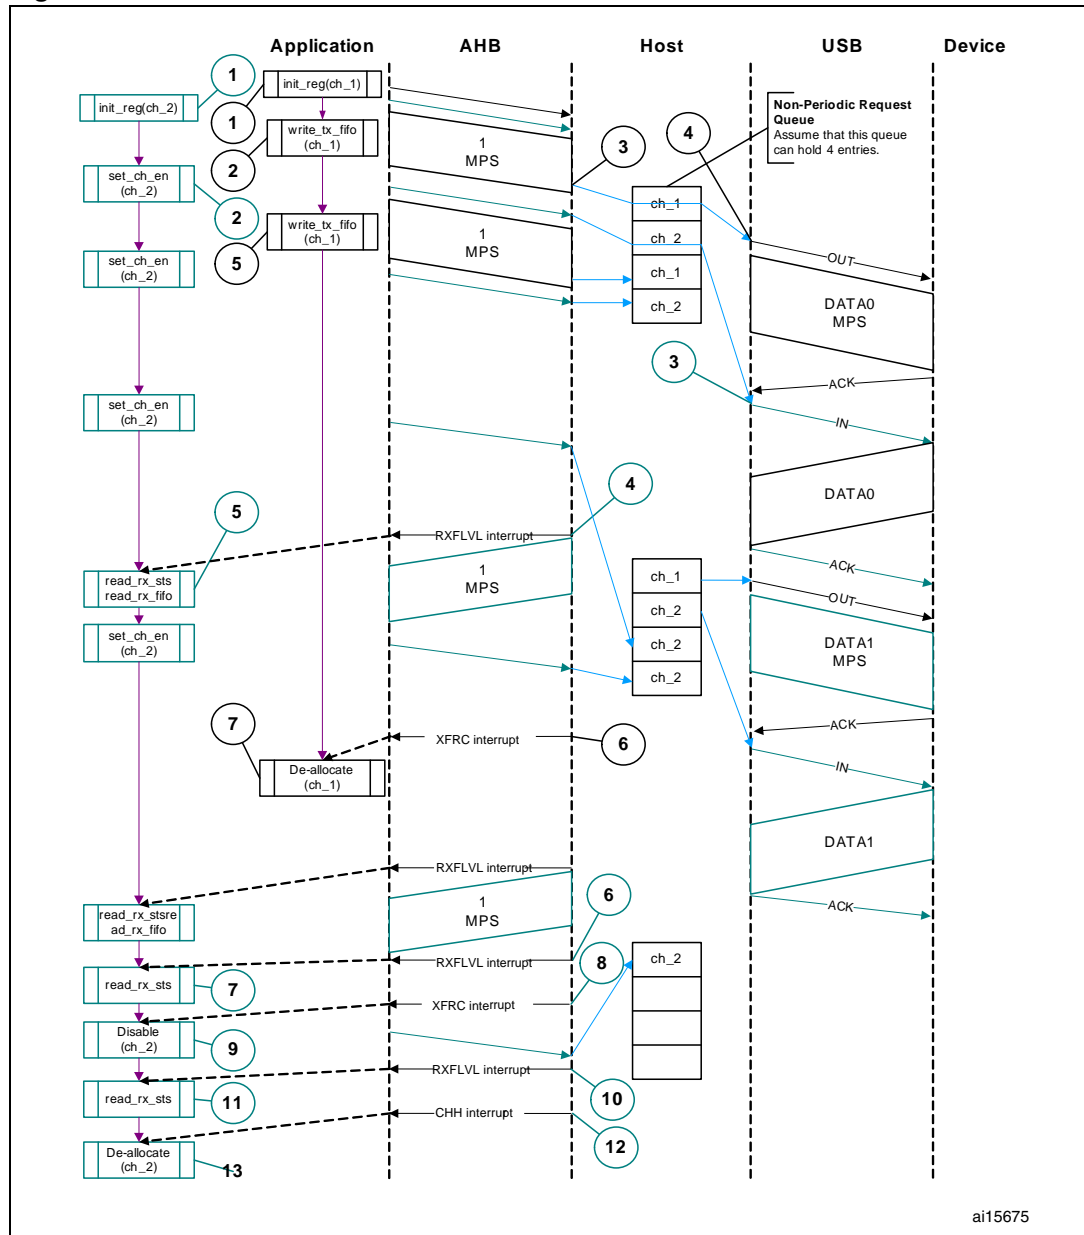 Application
AHB
Host
USB
Device
1
init_reg(ch_1)
init_reg(ch_2)
1
Non-Periodic Request
Queue
Assume that this queue
can hold 4 entries.
write_tx_fifo
(ch_1)
1
MPS
3
4
2
set_ch_en
(ch_2)
2
ch_1
write_tx_fifo
(ch_1)
1
MPS
ch_2
5
set_ch_en
(ch_2)
OUT
ch_1
ch_2
DATA0
MPS
3
ACK
set_ch_en
(ch_2)
IN
4
DATA0
5
RXFLVL interrupt
ACK
read_rx_sts
read_rx_fifo
1
MPS
ch_1
OUT
ch_2
set_ch_en
(ch_2)
ch_2
DATA1
MPS
ch_2
7
ACK
XFRC interrupt
6
De-allocate
(ch_1)
IN
DATA1
RXFLVL interrupt
6
ACK
read_rx_stsre
ad_rx_fifo
1
MPS
RXFLVL interrupt
8
ch_2
read_rx_sts
7
XFRC interrupt
Disable
(ch_2)
9
RXFLVL interrupt
read_rx_sts
11
10
CHH interrupt
12
De-allocate
(ch_2)
13
ai15675